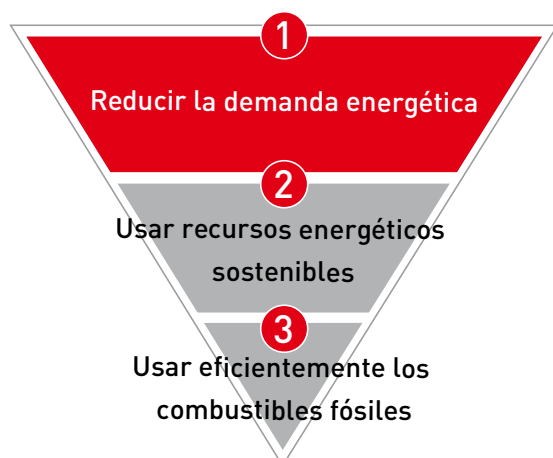 1
Reducir la demanda energética
2
Usar recursos energéticos
sostenibles
3
Usar eficientemente los
combustibles fósiles